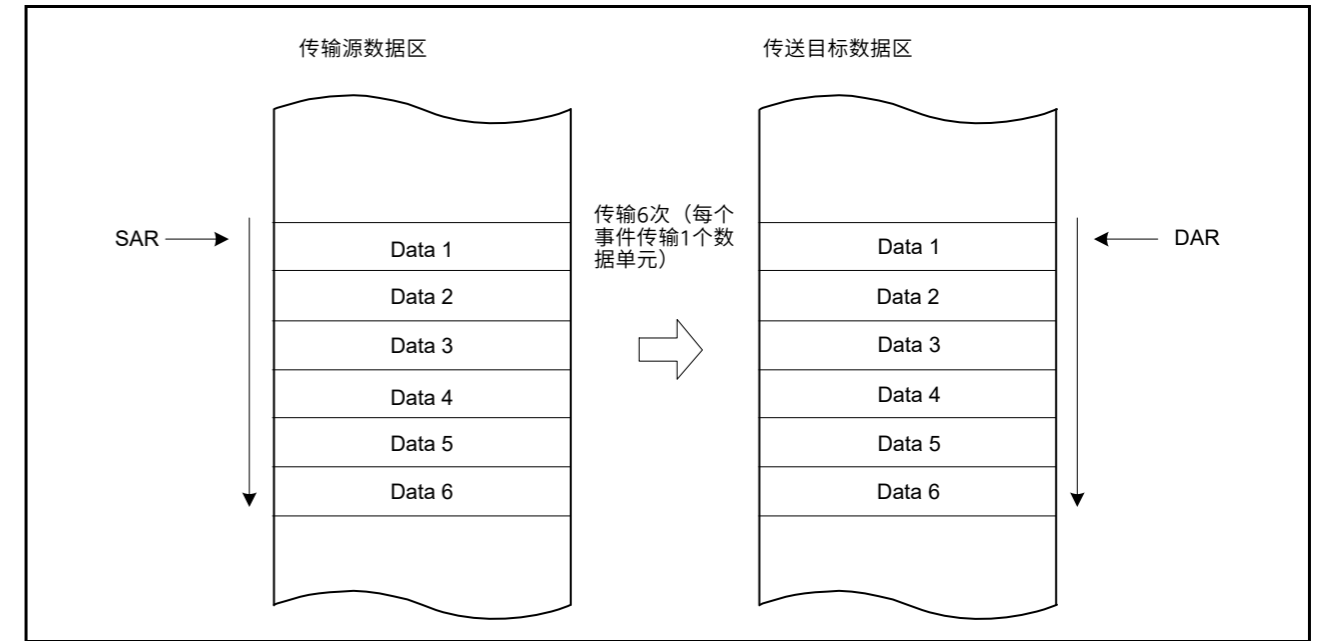 传输源数据区
传送目标数据区
SAR
Data 1
Data 2
Data 3
Data 4
Data 5
Data 6
传输6次（每个
事件传输1个数
据单元）
Data 1
Data 2
Data 3
Data 4
Data 5
Data 6
DAR